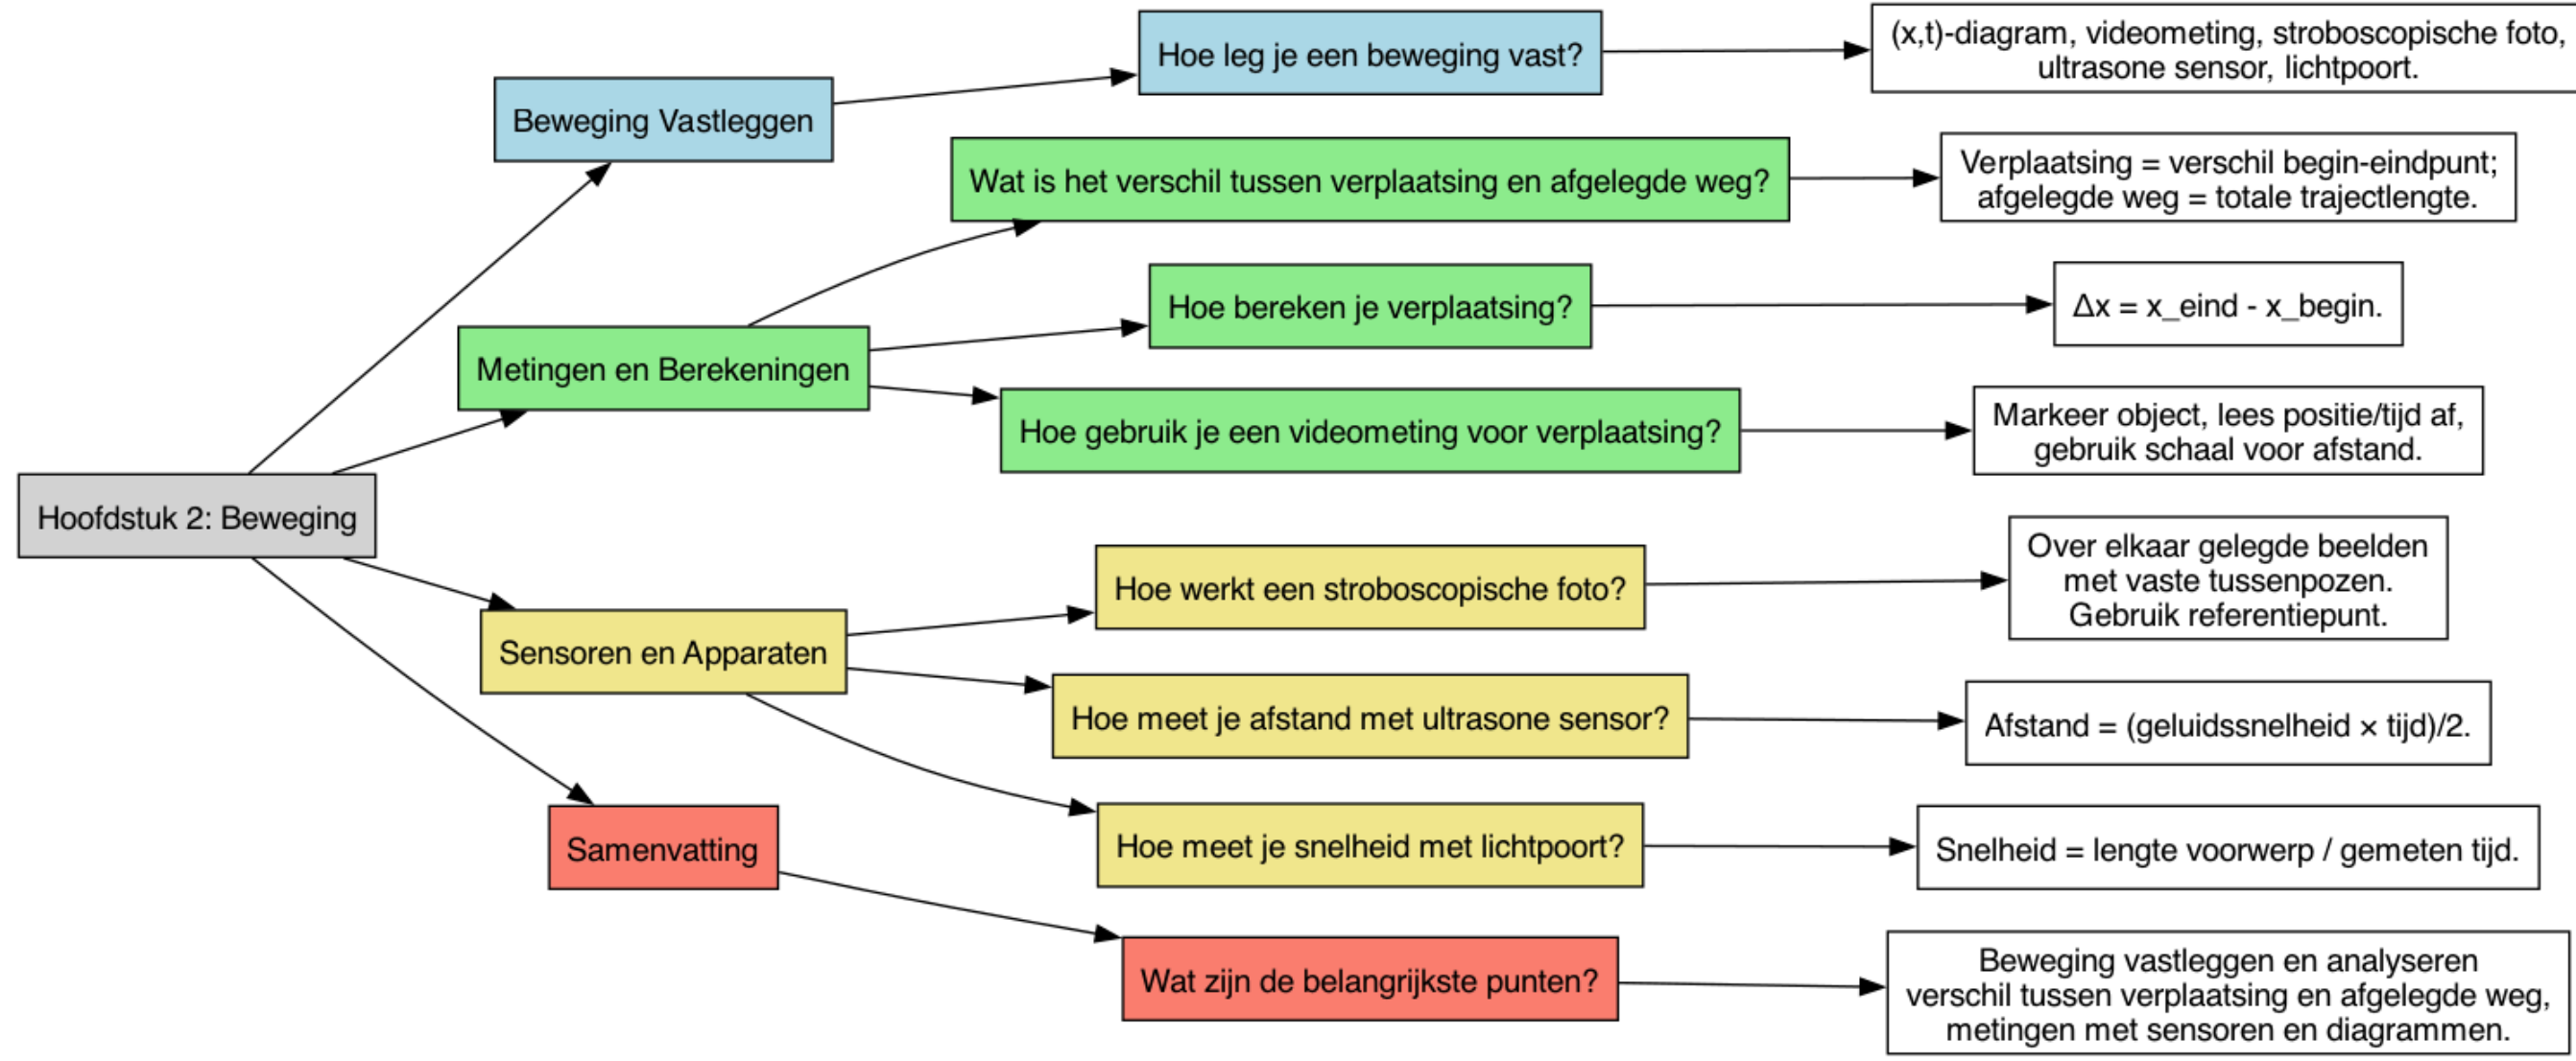 Hoofdstuk 2: Beweging
Beweging Vastleggen
Hoe leg je een beweging vast?
(x,t)-diagram, videometing, stroboscopische foto,
ultrasone sensor, lichtpoort.
Metingen en Berekeningen
Wat is het verschil tussen verplaatsing en afgelegde weg?
Verplaatsing = verschil begin-eindpunt;
afgelegde weg = totale trajectlengte.
Hoe bereken je verplaatsing?
Δx = x_eind - x_begin.
Hoe gebruik je een videometing voor verplaatsing?
Markeer object, lees positie/tijd af,
gebruik schaal voor afstand.
Sensoren en Apparaten
Hoe werkt een stroboscopische foto?
Over elkaar gelegde beelden
met vaste tussenpozen.
Gebruik referentiepunt.
Hoe meet je afstand met ultrasone sensor?
Afstand = (geluidssnelheid × tijd)/2.
Hoe meet je snelheid met lichtpoort?
Snelheid = lengte voorwerp / gemeten tijd.
Samenvatting
Wat zijn de belangrijkste punten?
Beweging vastleggen en analyseren
verschil tussen verplaatsing en afgelegde weg,
metingen met sensoren en diagrammen.